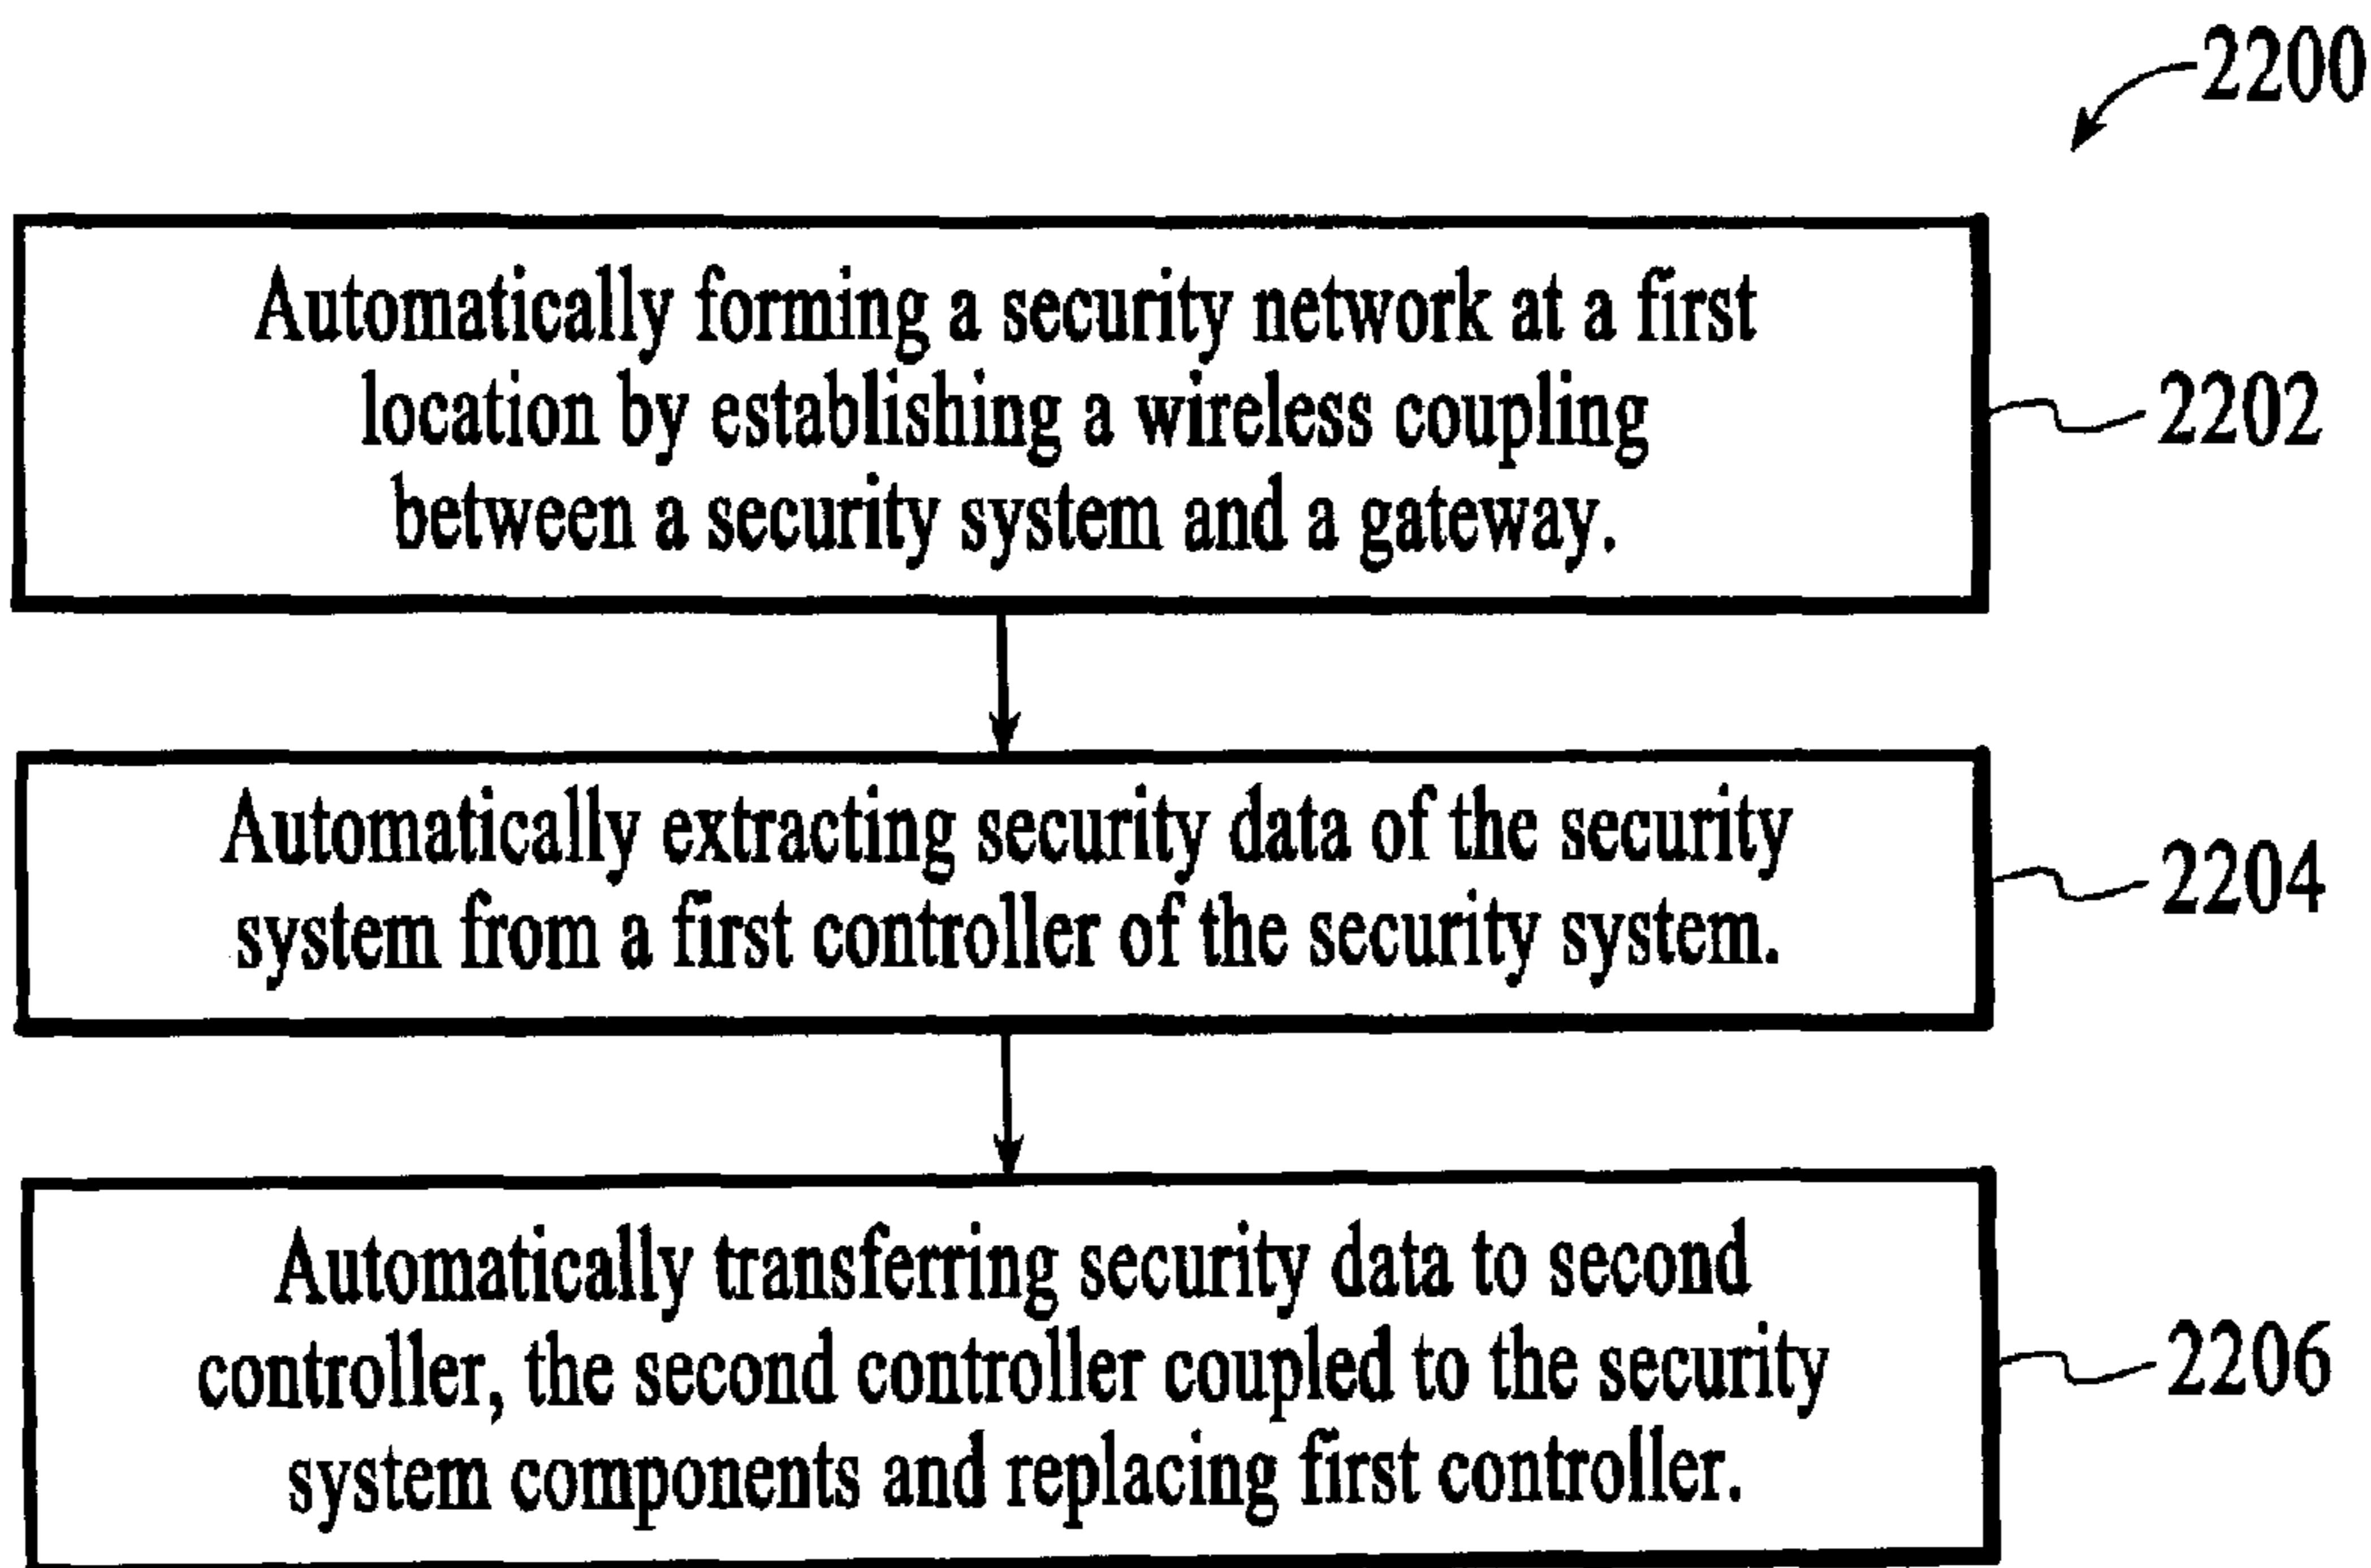 2200
Automatically forming a security network at a first
location by establishing a wireless coupling
between a security system and a gateway.
2202
Automatically extracting security data of the security
system from a first controller of the security system.
2204
Automatically transferring security data to second
controller, the second controller coupled to the security
system components and replacing first controller.
2206